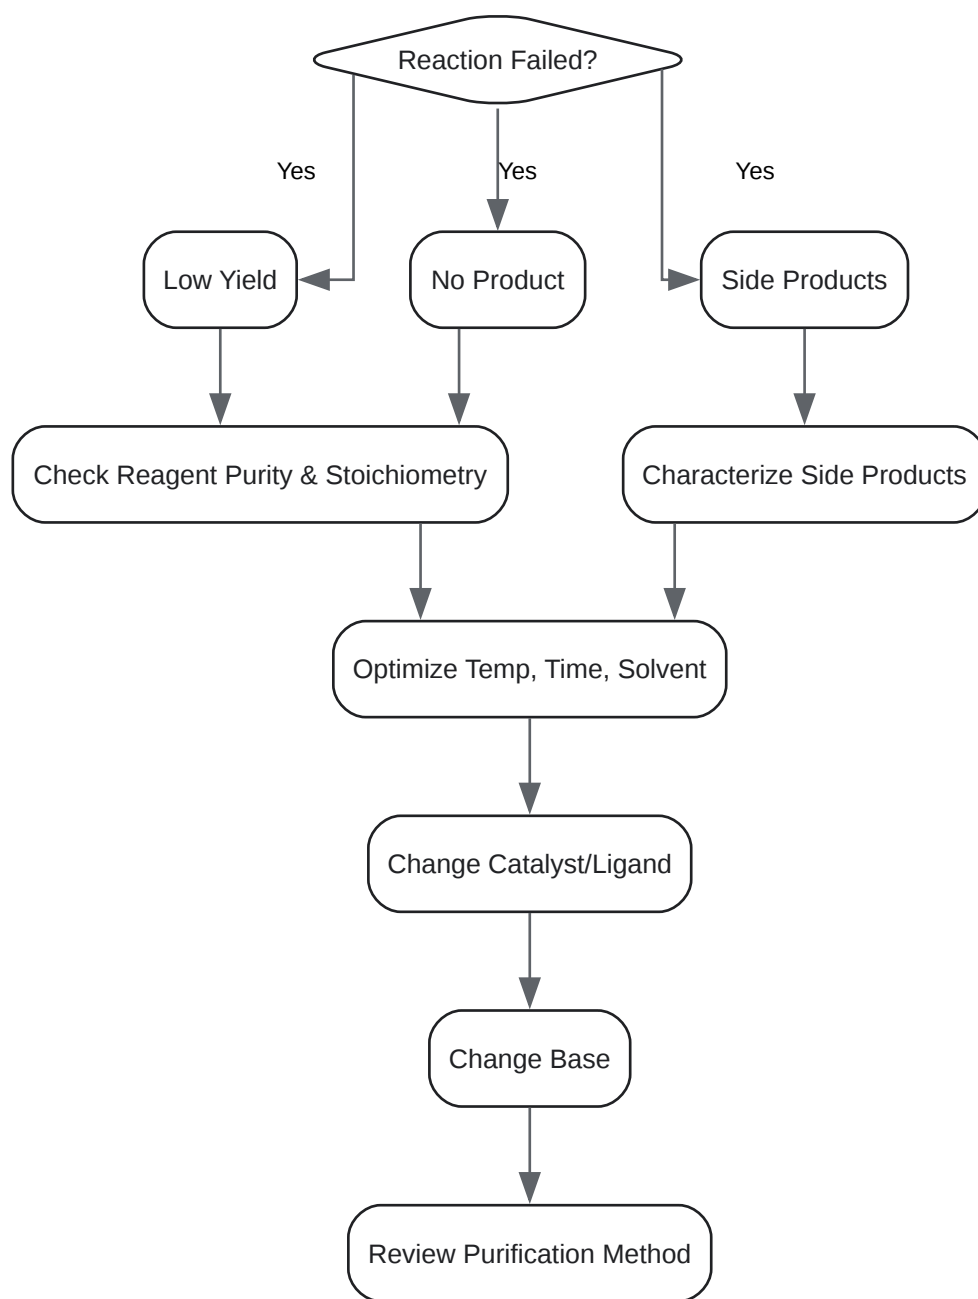 Reaction Failed?
Yes
Yes
Yes
Low Yield
No Product
Side Products
Check Reagent Purity & Stoichiometry
Characterize Side Products
Optimize Temp, Time, Solvent
Change Catalyst/Ligand
Change Base
Review Purification Method